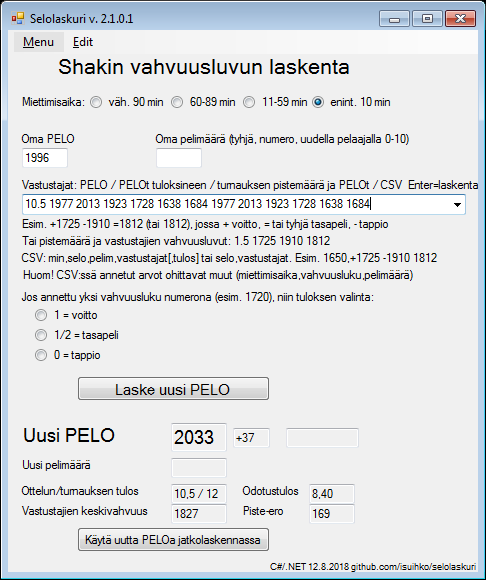 Selolaskuri v. 2.1.0.1
Menu Edit
Shakin vahvuusluvun laskenta
Miettimisaika: väh. 90 min 60-89 min 11-59 min enint. 10 min
Oma PELO Oma pelimäärä (tyhjä, numero, uudella pelaajalla 0-10)
1996
Vastustajat: PELO / PELOt tuloksineen / turnauksen pistemäärä ja PELOt / CSV Enter=laskenta
10.5 1977 2013 1923 1728 1638 1684 1977 2013 1923 1728 1638 1684
Esim. +1725 -1910 =1812 (tai 1812), jossa + voitto, = tai tyhjä tasapeli, - tappio
Tai pistemäärä ja vastustajien vahvuusluvut: 1.5 1725 1910 1812
CSV: min,selo,pelim,vastustajat[,tulos] tai selo,vastustajat. Esim. 1650,+1725 -1910 1812
Huom! CSV:ssä annetut arvot ohittavat muut (miettimisaika,vahvusluku,pelimäärä)
Jos annettu yksi vahvuusluku numerona (esim. 1720), niin tuloksen valinta:
1 = voitto
1/2 = tasapeli
0 = tappio
Laske uusi PELO
Uusi PELO 2033 +37
Uusi pelimäärä
Ottelun/turnauksen tulos 10,5 / 12 Odotustulos 8,40
Vastustajien keskivahvuus 1827 Piste-ero 169
Käytä uutta PELOa jatkolaskennassa
C#/.NET 12.8.2018 github.com/isuihko/selolaskuri